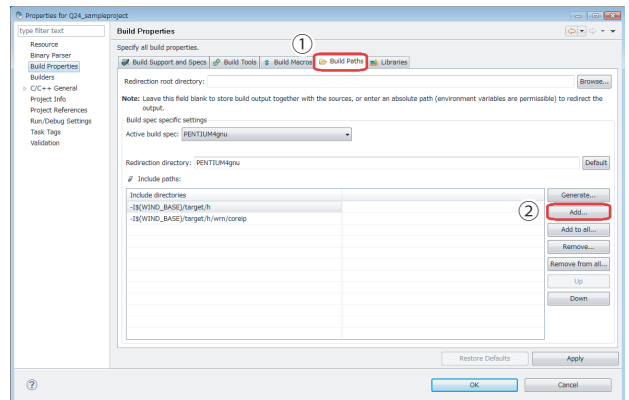 Properties for Q24_sampleproject
type filter text
Resource
Binary Parser
Build Properties
Builders
C/C++ General
Project Info
Project References
Run/Debug Settings
Task Tags
Validation
Build Properties
Specify all build properties.
①
Build Support and Specs Build Tools Build Macros Build Paths Libraries
Redirection root directory: Browse...
Note: Leave this field blank to store build output together with the sources, or enter an absolute path (environment variables are permissible) to redirect the
output.
Build spec specific settings
Active build spec: PENTIUM4gnu
Redirection directory: PENTIUM4gnu Default
Include paths:
Include directories
-I$(WIND_BASE)/target/h
-I$(WIND_BASE)/target/h/wrn/coreip
Generate...
② Add...
Add to all...
Remove...
Remove from all...
Up
Down
Restore Defaults Apply
? OK Cancel